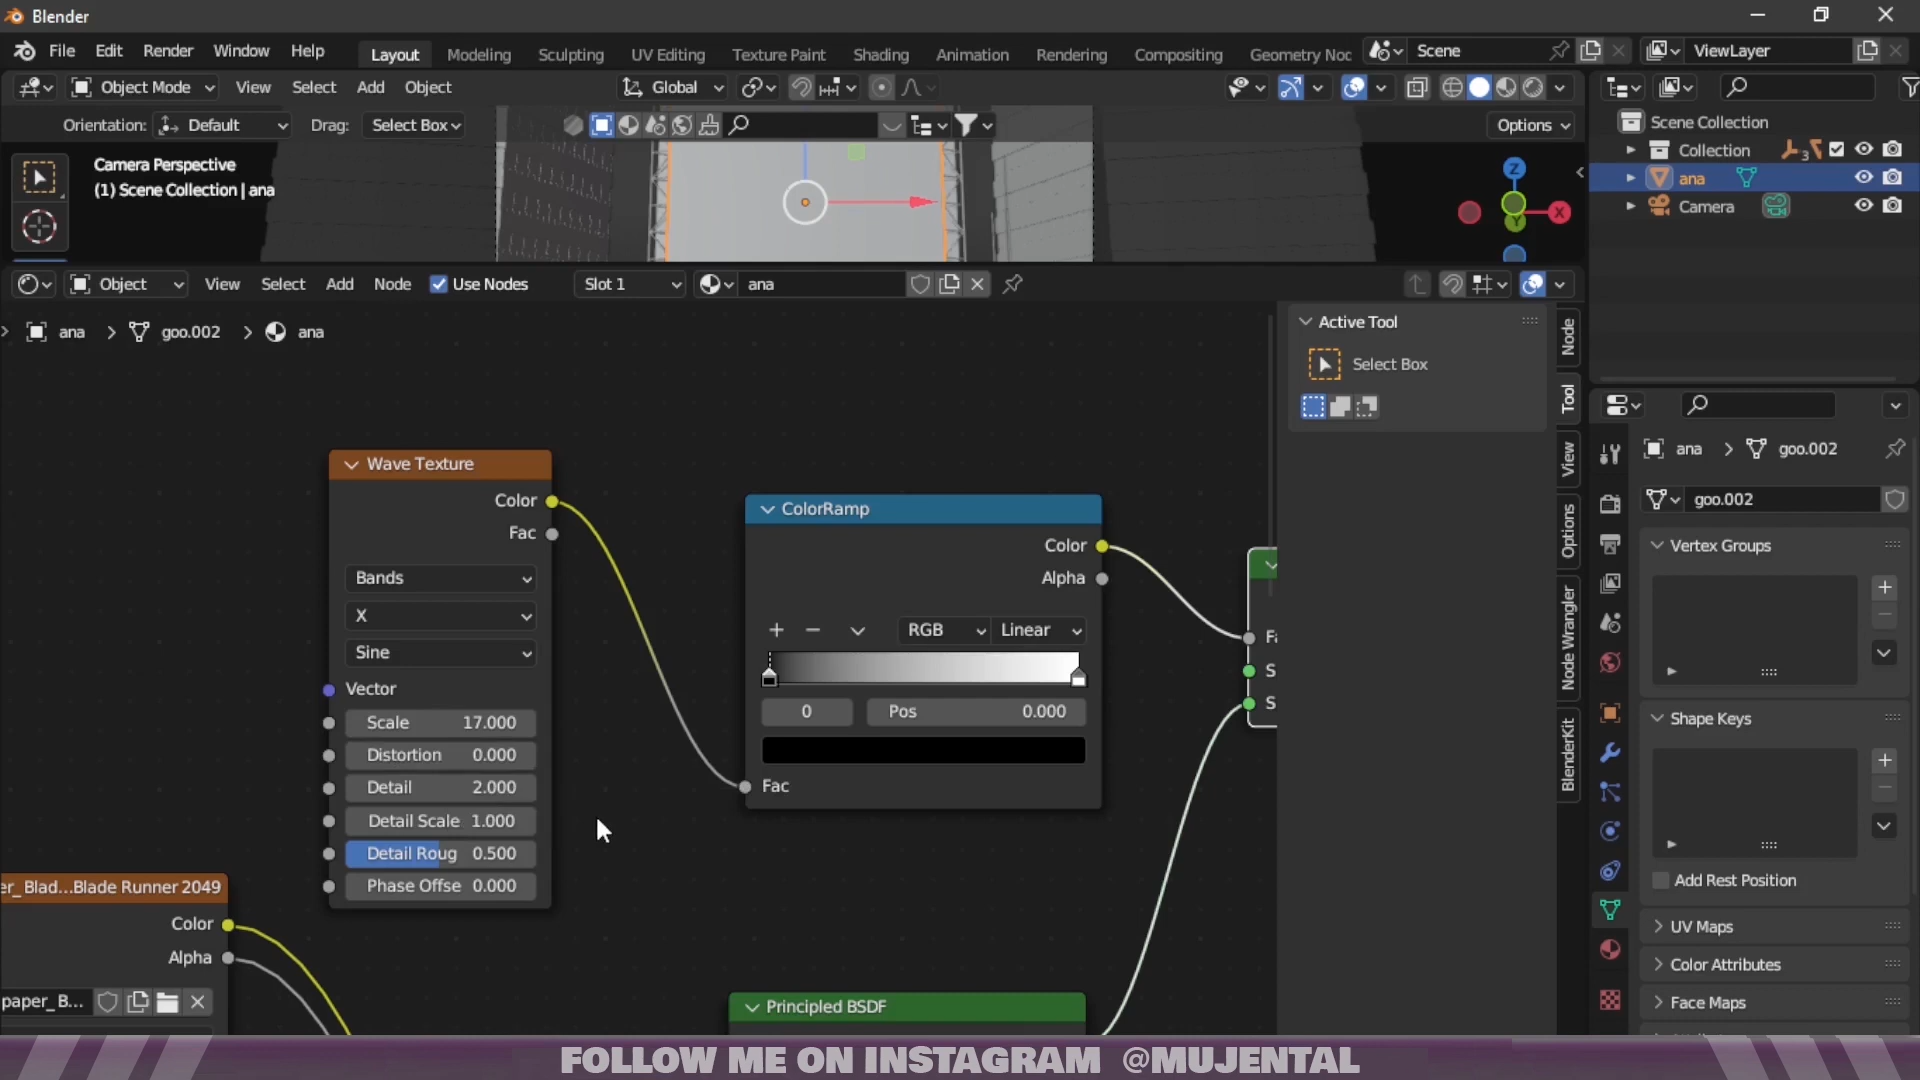 Blender
File Edit Render Window Help Layout Modeling Sculpting UV Editing Texture Paint Shading Animation Rendering Compositing Geometry Noc Scene ViewLayer
Object Mode View Select Add Object Global
Orientation: Default Drag: Select Box Options
Camera Perspective
(1) Scene Collection | ana
Z
Y
X
Scene Collection
Collection 3
ana
Camera
Object View Select Add Node Use Nodes Slot 1 ana
ana > goo.002 > ana
Active Tool
Select Box
Node
Tool
View
Options
Node Wrangler
BlenderKit
Wave Texture
Color
Fac
Bands
X
Sine
Vector
Scale 17.000
Distortion 0.000
Detail 2.000
Detail Scale 1.000
Detail Roug 0.500
Phase Offse 0.000
ColorRamp
Color
Alpha
RGB Linear
0 Pos 0.000
Fac
Fa
S
S
er_Blad...Blade Runner 2049
Color
Alpha
paper_B...
Principled BSDF
ana > goo.002
goo.002
Vertex Groups
Shape Keys
Add Rest Position
UV Maps
Color Attributes
Face Maps
FOLLOW ME ON INSTAGRAM @MUJENTAL